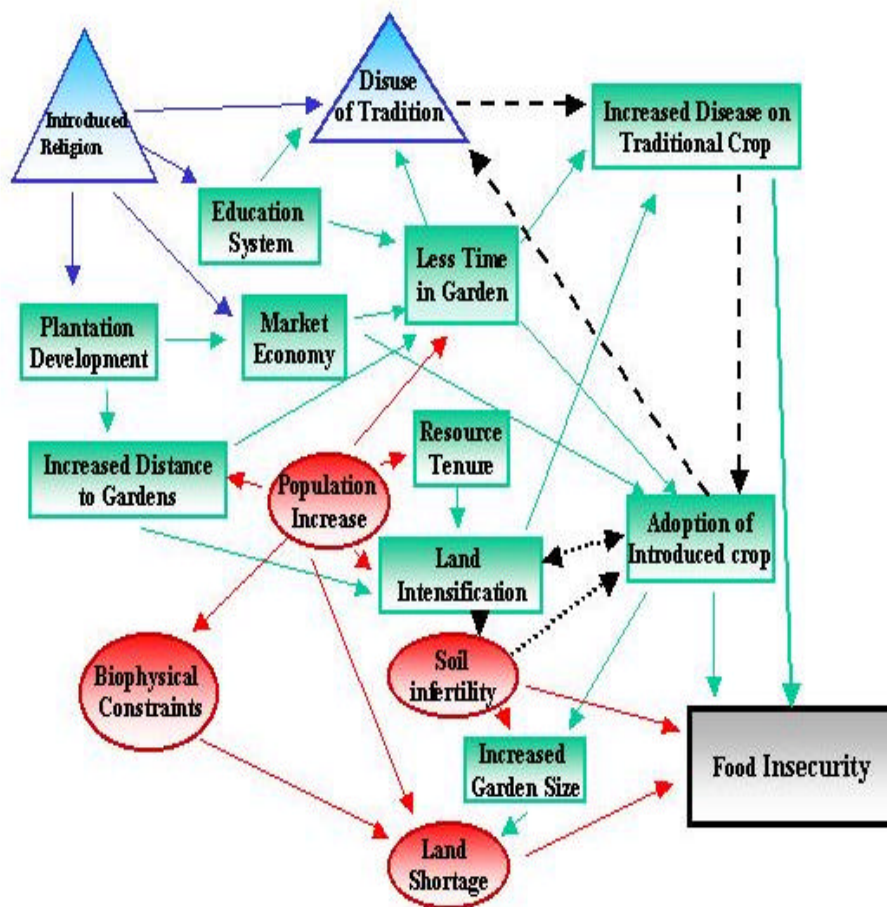 Disuse
of Tradition
Introduced
Religion
Increased Disease on
Traditional Crop
Education
System
Less Time
in Garden
Plantation
Development
Market
Economy
Resource
Tenure
Increased Distance
to Gardens
Population
Increase
Adoption of
Introduced crop
Land
Intensification
Biophysical
Constraints
Soil
infertility
Increased
Garden Size
Food Insecurity
Land
Shortage